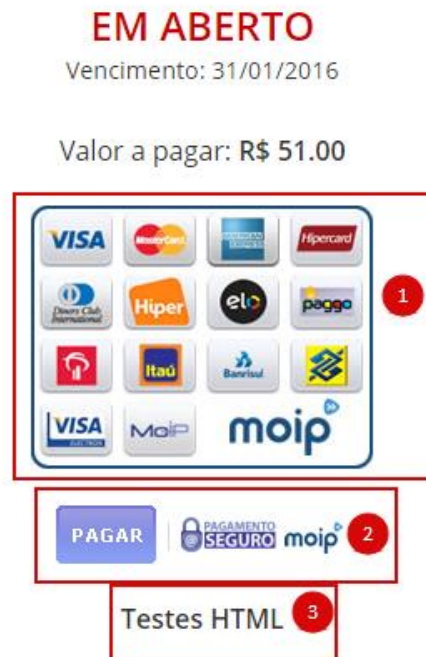 EM ABERTO
Vencimento: 31/01/2016
Valor a pagar: R$ 51.00
VISA MasterCard AMERICAN EXPRESS Hipercard
1
Diners Club International Hiper elo paggo
Itaú Banrisul
VISA ELECTRON MoiP moip
PAGAR PAGAMENTO SEGURO moip 2
Testes HTML 3